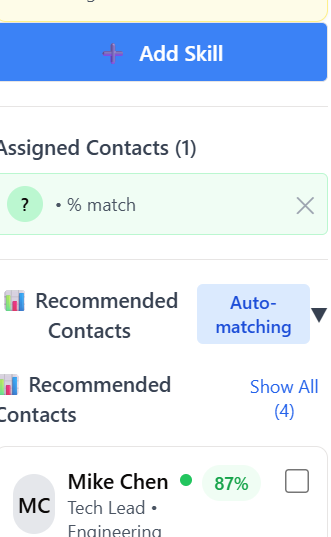 Add Skill
Assigned Contacts (1)
? • % match
Recommended
Contacts
Auto-
matching
Recommended
Contacts
Show All
(4)
MC
Mike Chen
87%
Tech Lead •
Engineering